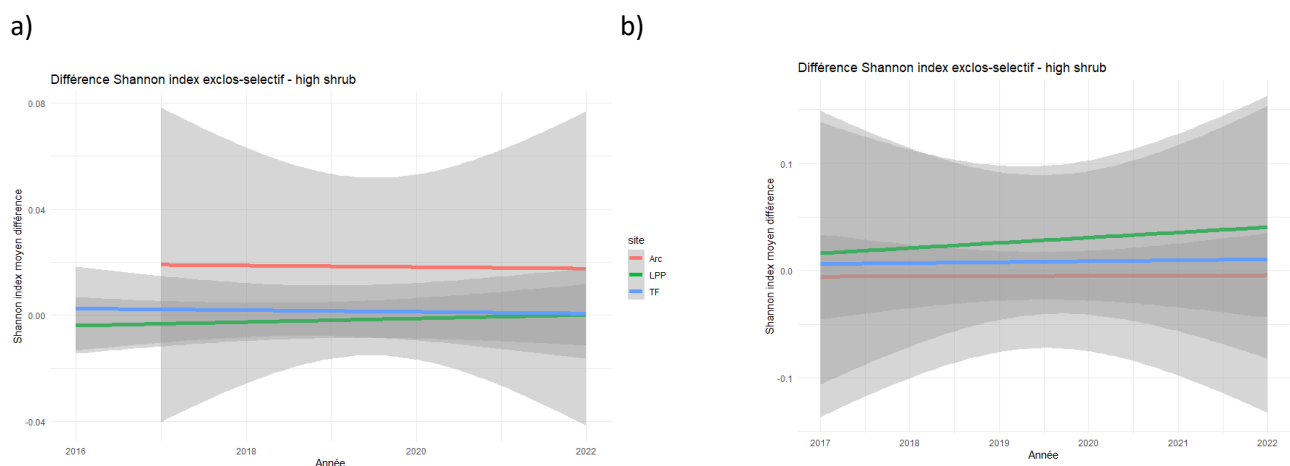 a)
Différence Shannon index exclos-selectif - high shrub
Shannon index moyen différence
0.08
0.04
0.00
-0.04
2016
2018
2020
2022
Année
site
Arc
LPP
TF
b)
Différence Shannon index exclos-selectif - high shrub
Shannon index moyen différence
0.1
0.0
-0.1
2017
2018
2019
2020
2021
2022
Année